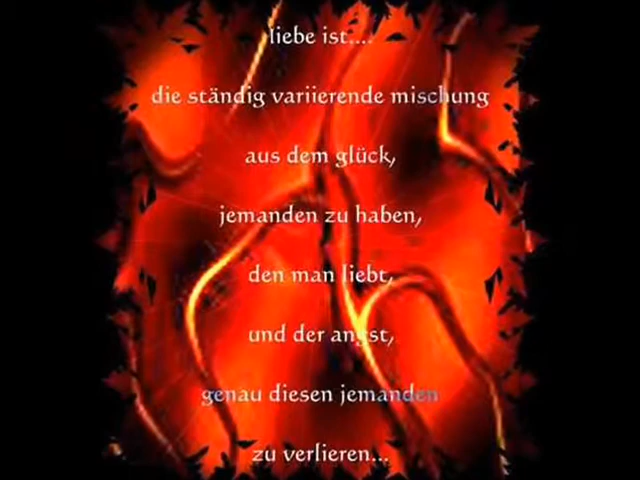 liebe ist....
die ständig variierende mischung
aus dem glück,
jemanden zu haben,
den man liebt,
und der angst,
genau diesen jemanden
zu verlieren...